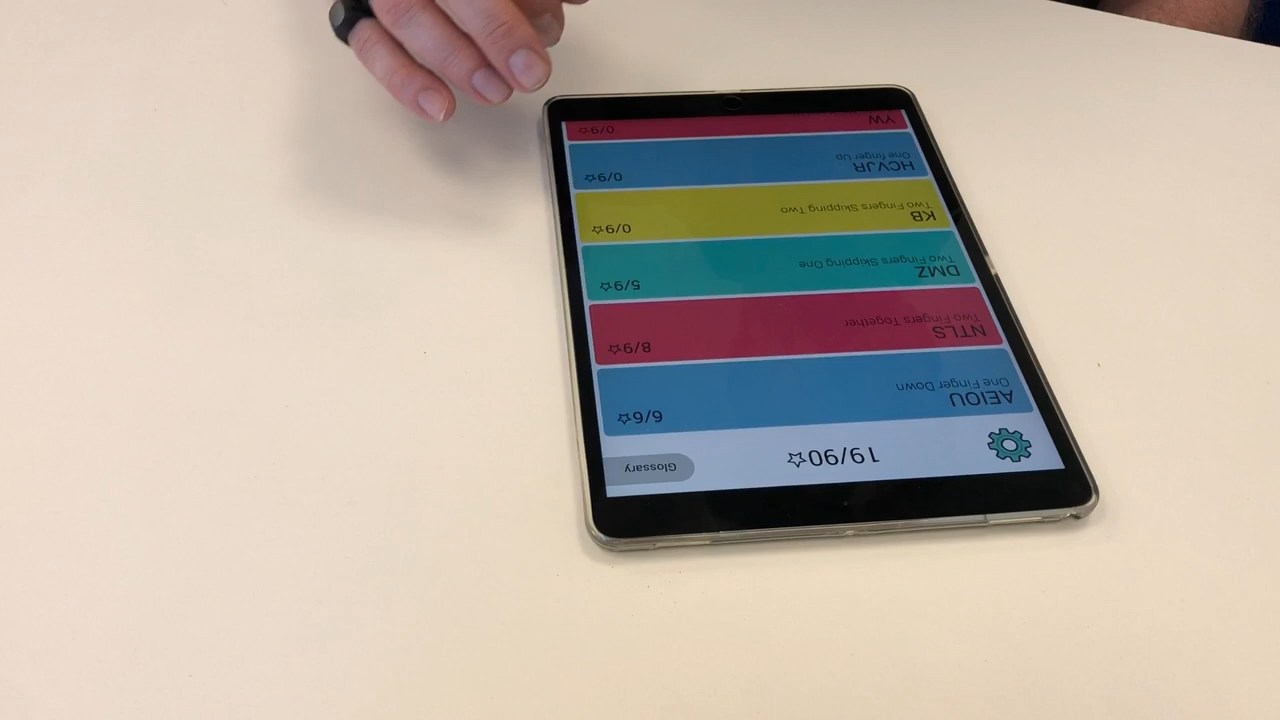 19/90☆
Glossary
AEIOU
One Finger Down
6/6☆
NTLS
Two Fingers Together
8/9☆
DMZ
Two Fingers Skipping One
5/9☆
KB
Two Fingers Skipping Two
0/9☆
HCVJR
One finger Up
0/9☆
YW
0/9☆